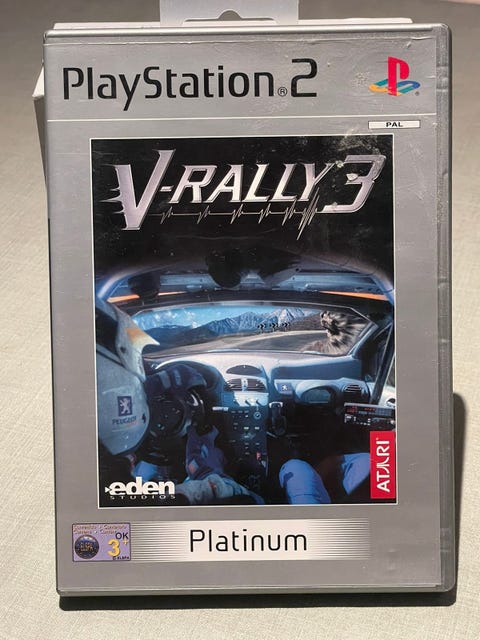 PlayStation®2
PAL
V-RALLY 3
PEUGEOT
ATARI
eden
STUDIOS
OK
3+
Platinum